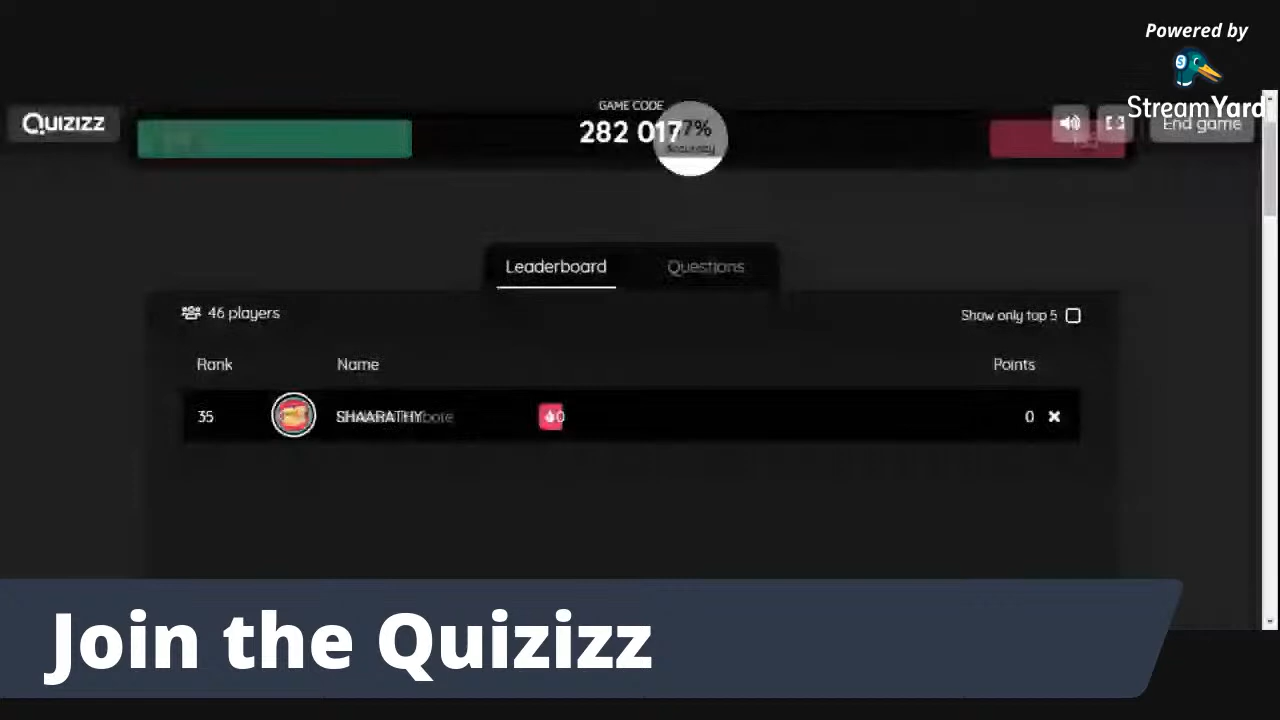 Powered by
StreamYard
Quizizz
GAME CODE
282 017
End game
Leaderboard
Questions
46 players
Show only top 5
Rank
Name
Points
35
SHAARATHY
0
0
Join the Quizizz